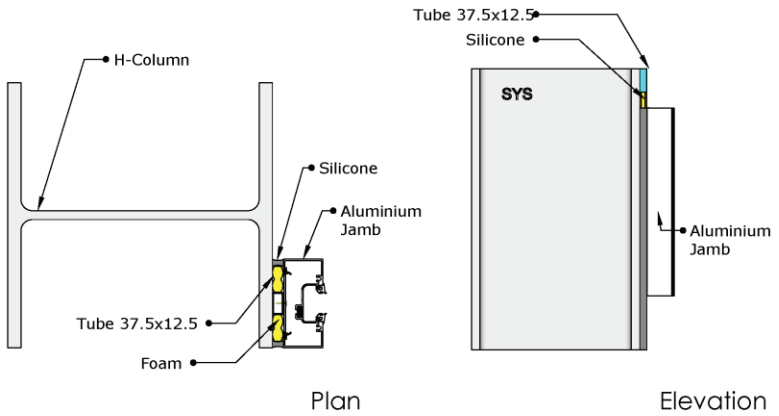 H-Column
Silicone
Aluminium
Jamb
Tube 37.5x12.5
Foam
Plan
Tube 37.5x12.5
Silicone
SYS
Aluminium
Jamb
Elevation